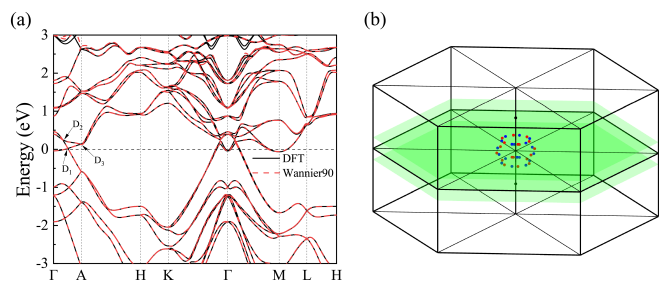 (a)
(b)
3
2
1
0
-1
-2
-3
Energy (eV)
D₂
D₁
D₃
DFT
Wannier90
Γ A H K Γ M L H